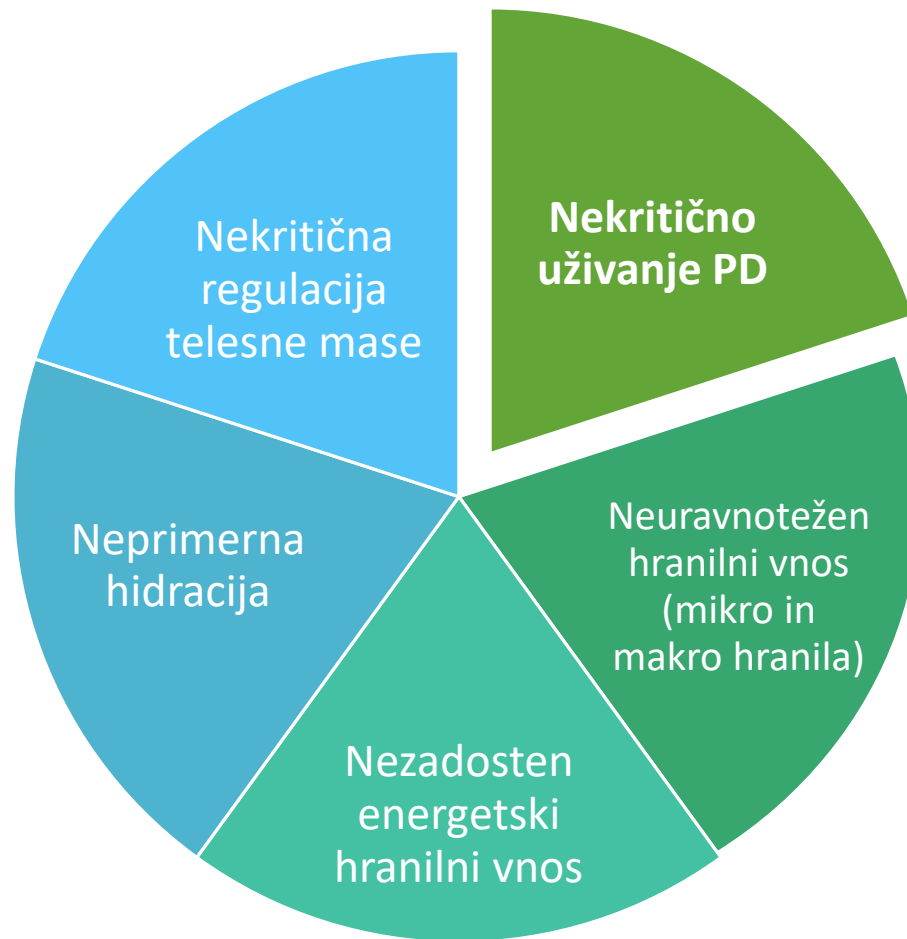 Nekritično
uživanje PD
Neuravnotežen
hranilni vnos
(mikro in
makro hranila)
Nezadosten
energetski
hranilni vnos
Neprimerna
hidracija
Nekritična
regulacija
telesne mase